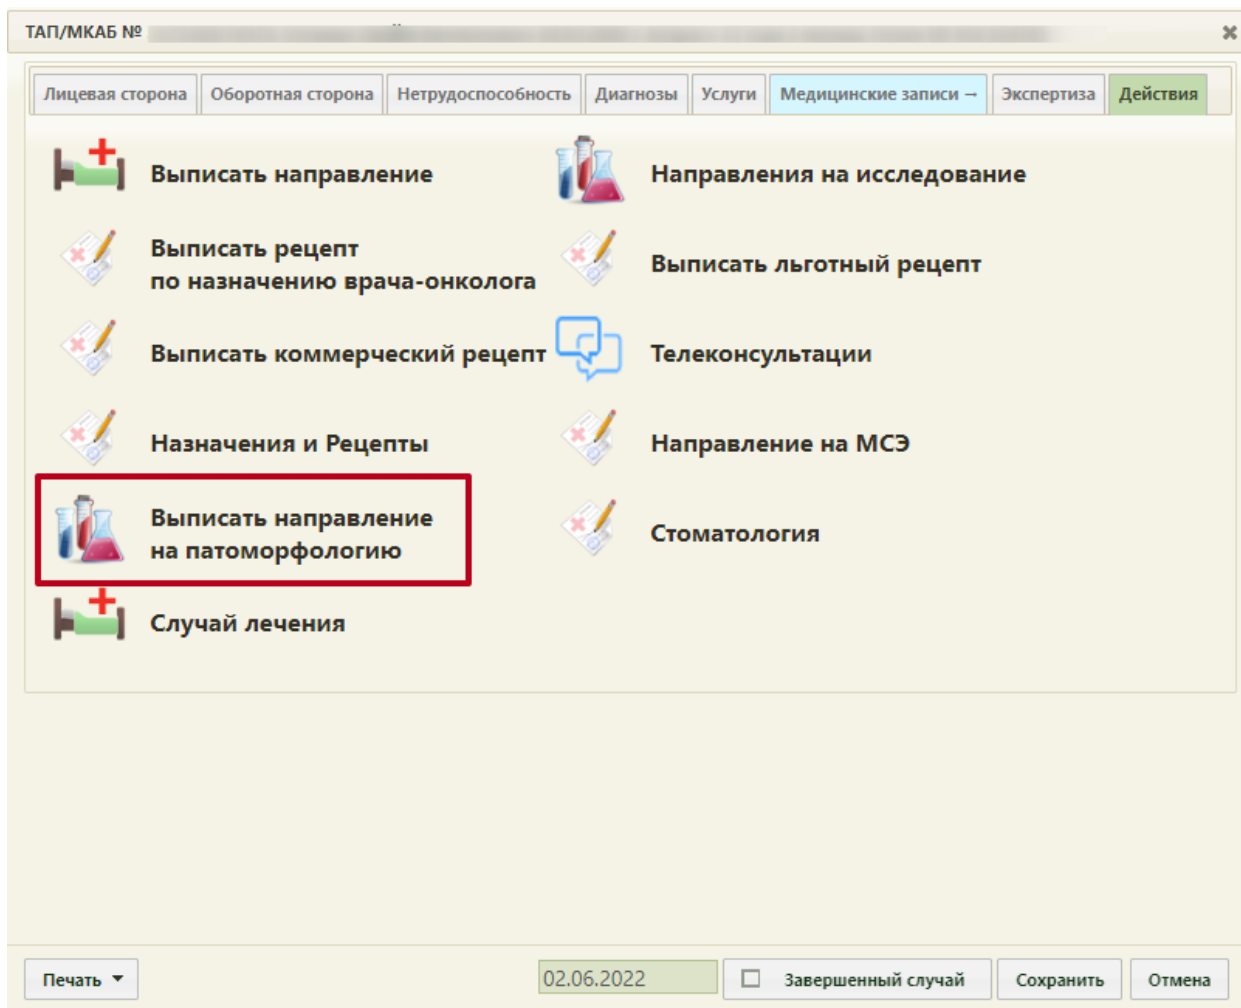 ТАП/МКАБ №
Лицевая сторона
Оборотная сторона
Нетрудоспособность
Диагнозы
Услуги
Медицинские записи →
Экспертиза
Действия
Выписать направление
Направления на исследование
Выписать рецепт
по назначению врача-онколога
Выписать льготный рецепт
Выписать коммерческий рецепт
Телеконсультации
Назначения и Рецепты
Направление на МСЭ
Выписать направление
на патоморфологию
Стоматология
Случай лечения
Печать
02.06.2022
Завершенный случай
Сохранить
Отмена